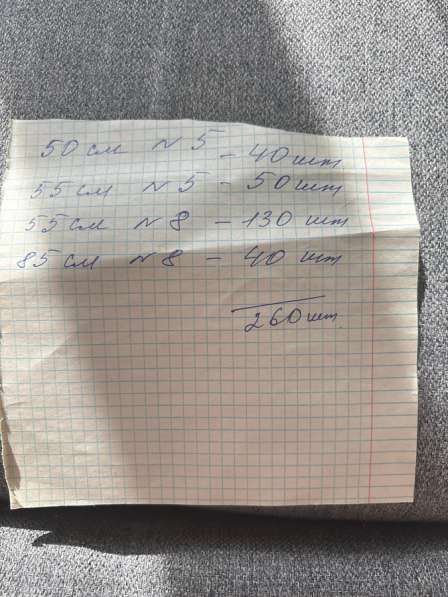 50 см № 5 - 40 шт
55 см № 5 - 50 шт
55 см № 8 - 130 шт
85 см № 8 - 40 шт
260 шт.